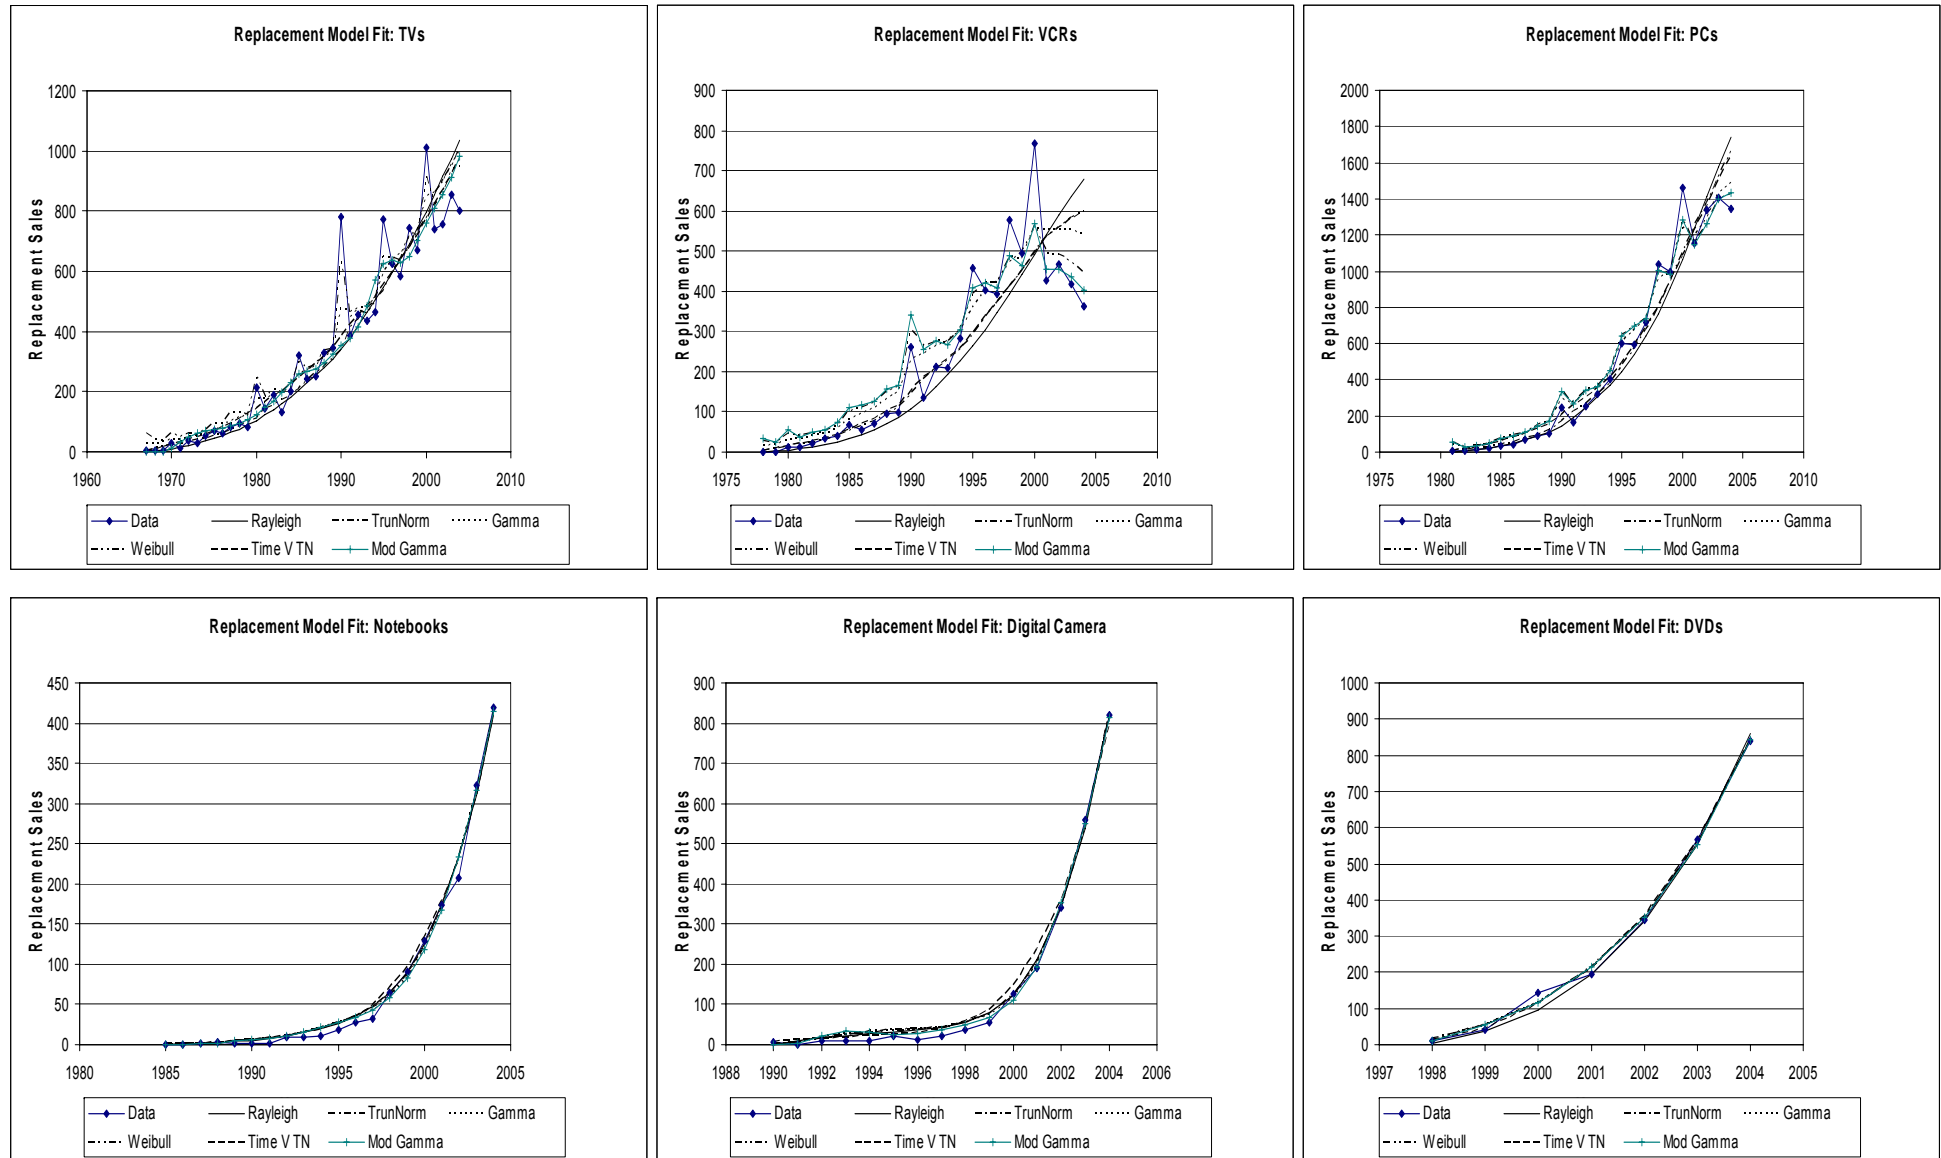 Replacement Model Fit: TVs
Replacement Sales
1200
1000
800
600
400
200
0
1960 1970 1980 1990 2000 2010
Data Rayleigh TrunNorm Gamma
Weibull Time V TN Mod Gamma
Replacement Model Fit: VCRs
Replacement Sales
900
800
700
600
500
400
300
200
100
0
1975 1980 1985 1990 1995 2000 2005 2010
Data Rayleigh TrunNorm Gamma
Weibull Time V TN Mod Gamma
Replacement Model Fit: PCs
Replacement Sales
2000
1800
1600
1400
1200
1000
800
600
400
200
0
1975 1980 1985 1990 1995 2000 2005 2010
Data Rayleigh TrunNorm Gamma
Weibull Time V TN Mod Gamma
Replacement Model Fit: Notebooks
Replacement Sales
450
400
350
300
250
200
150
100
50
0
1980 1985 1990 1995 2000 2005
Data Rayleigh TrunNorm Gamma
Weibull Time V TN Mod Gamma
Replacement Model Fit: Digital Camera
Replacement Sales
900
800
700
600
500
400
300
200
100
0
1988 1990 1992 1994 1996 1998 2000 2002 2004 2006
Data Rayleigh TrunNorm Gamma
Weibull Time V TN Mod Gamma
Replacement Model Fit: DVDs
Replacement Sales
1000
900
800
700
600
500
400
300
200
100
0
1997 1998 1999 2000 2001 2002 2003 2004 2005
Data Rayleigh TrunNorm Gamma
Weibull Time V TN Mod Gamma